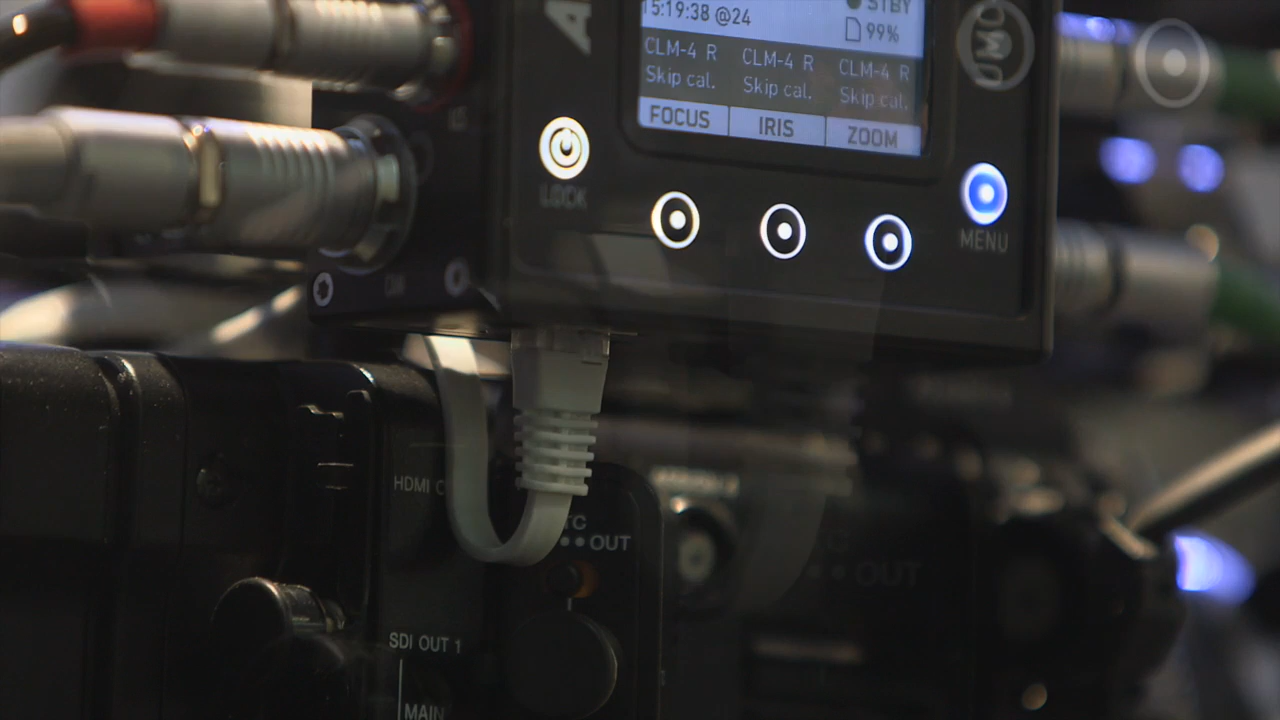 15:19:38 @24
STBY
99%
CLM-4 R
CLM-4 R
CLM-4 R
Skip cal.
Skip cal.
Skip cal.
FOCUS
IRIS
ZOOM
LOCK
MENU
HDMI
TC
OUT
OUT
SDI OUT 1
MAIN